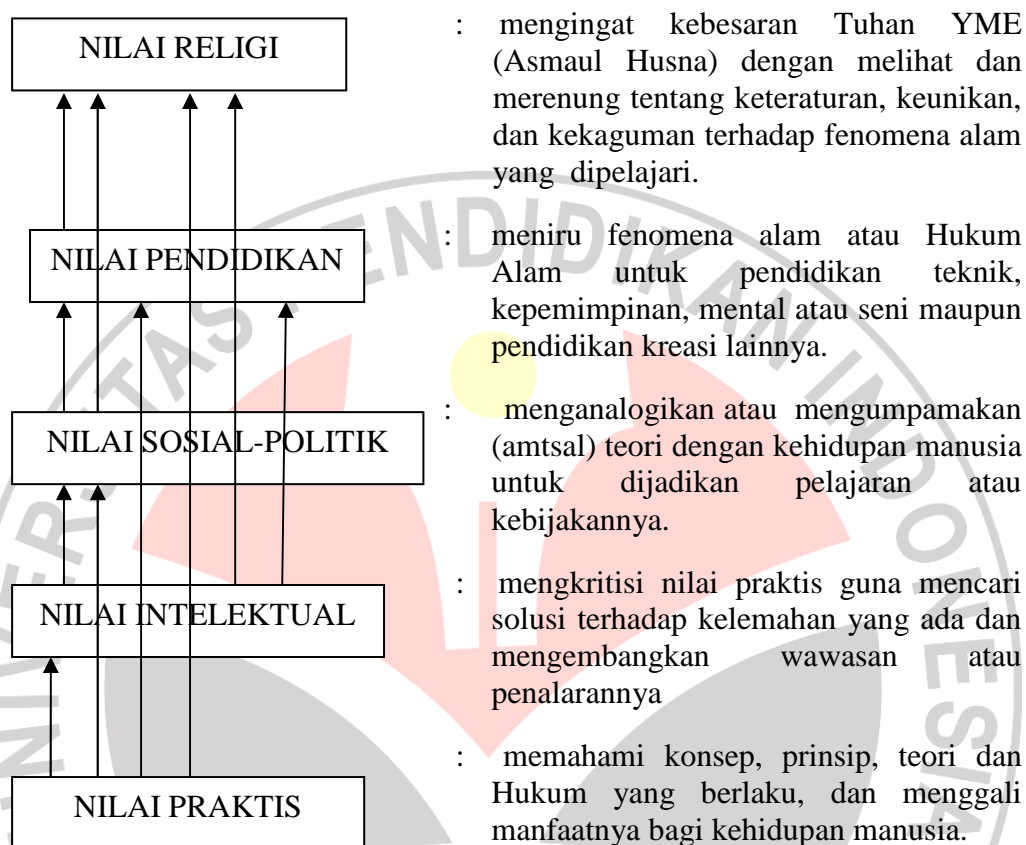 NILAI RELIGI
: mengingat kebesaran Tuhan YME
(Asmaul Husna) dengan melihat dan
merenung tentang keteraturan, keunikan,
dan kekaguman terhadap fenomena alam
yang dipelajari.
NILAI PENDIDIKAN
: meniru fenomena alam atau Hukum
Alam untuk pendidikan teknik,
kepemimpinan, mental atau seni maupun
pendidikan kreasi lainnya.
NILAI SOSIAL-POLITIK
: menganalogikan atau mengumpamakan
(amtsal) teori dengan kehidupan manusia
untuk dijadikan pelajaran atau
kebijakannya.
NILAI INTELEKTUAL
: mengkritisi nilai praktis guna mencari
solusi terhadap kelemahan yang ada dan
mengembangkan wawasan atau
penalarannya
NILAI PRAKTIS
: memahami konsep, prinsip, teori dan
Hukum yang berlaku, dan menggali
manfaatnya bagi kehidupan manusia.
UNIVERSITAS PENDIDIKAN INDONESIA